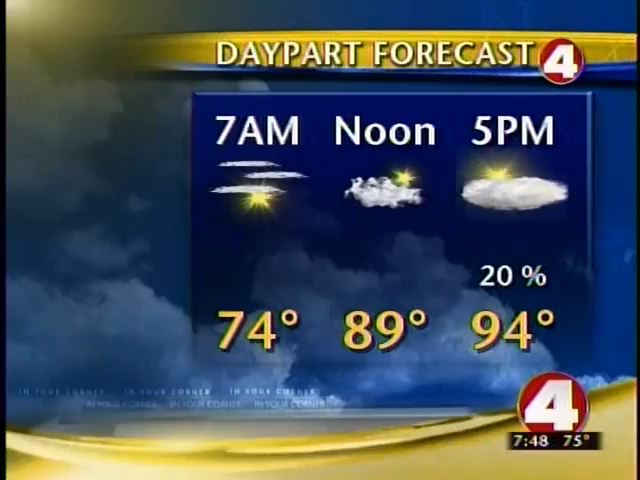 DAYPART FORECAST 4
7AM Noon 5PM
20 %
74° 89° 94°
IN YOUR CORNER IN YOUR CORNER IN YOUR CORNER
IN YOUR CORNER IN YOUR CORNER IN YOUR CORNER
4
7:48 75°